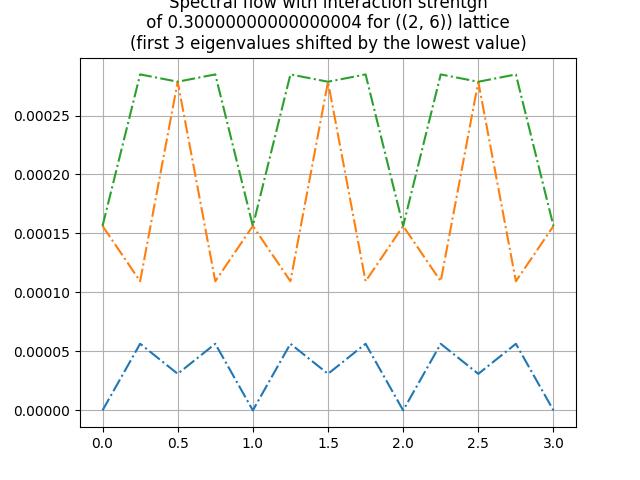 Spectral flow with interaction strentgh
of 0.30000000000000004 for ((2, 6)) lattice
(first 3 eigenvalues shifted by the lowest value)
0.00025
0.00020
0.00015
0.00010
0.00005
0.00000
0.0 0.5 1.0 1.5 2.0 2.5 3.0